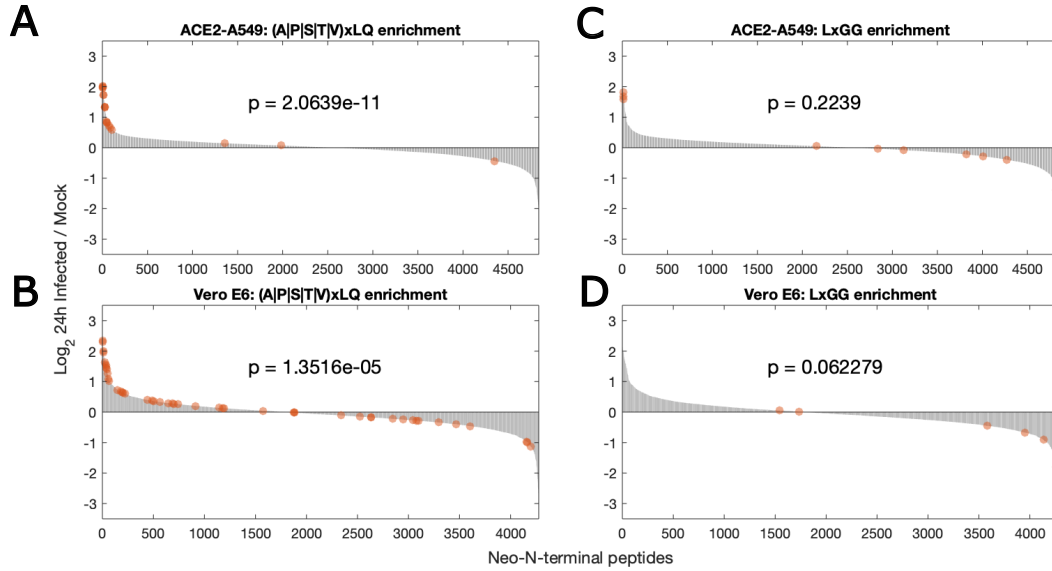 A
ACE2-A549: (A|P|S|T|V)xLQ enrichment
3
2
1
0
-1
-2
-3
p = 2.0639e-11
0 500 1000 1500 2000 2500 3000 3500 4000 4500
C
ACE2-A549: LxGG enrichment
3
2
1
0
-1
-2
-3
p = 0.2239
0 500 1000 1500 2000 2500 3000 3500 4000 4500
Log2 24h Infected / Mock
B
Vero E6: (A|P|S|T|V)xLQ enrichment
3
2
1
0
-1
-2
-3
p = 1.3516e-05
0 500 1000 1500 2000 2500 3000 3500 4000
D
Vero E6: LxGG enrichment
3
2
1
0
-1
-2
-3
p = 0.062279
0 500 1000 1500 2000 2500 3000 3500 4000
Neo-N-terminal peptides